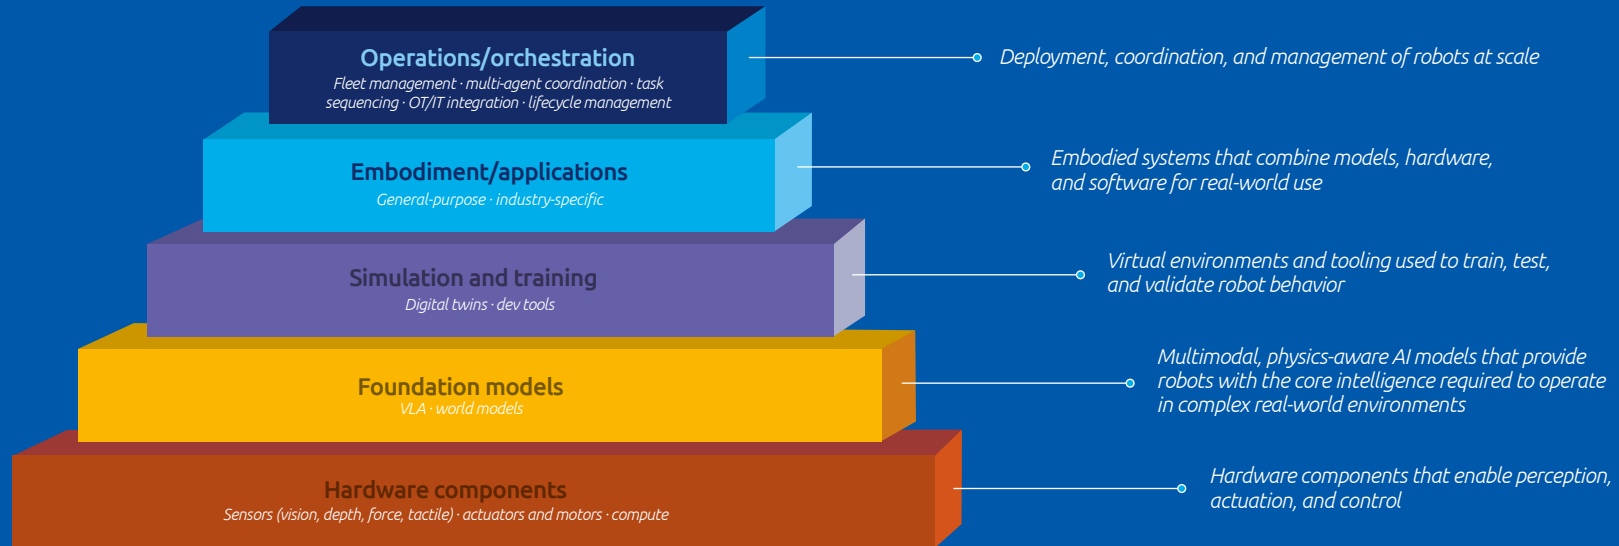 Operations/orchestration
Fleet management · multi-agent coordination · task
sequencing · OT/IT integration · lifecycle management
Deployment, coordination, and management of robots at scale
Embodiment/applications
General-purpose · industry-specific
Embodied systems that combine models, hardware,
and software for real-world use
Simulation and training
Digital twins · dev tools
Virtual environments and tooling used to train, test,
and validate robot behavior
Foundation models
VLA · world models
Multimodal, physics-aware AI models that provide
robots with the core intelligence required to operate
in complex real-world environments
Hardware components
Sensors (vision, depth, force, tactile) · actuators and motors · compute
Hardware components that enable perception,
actuation, and control